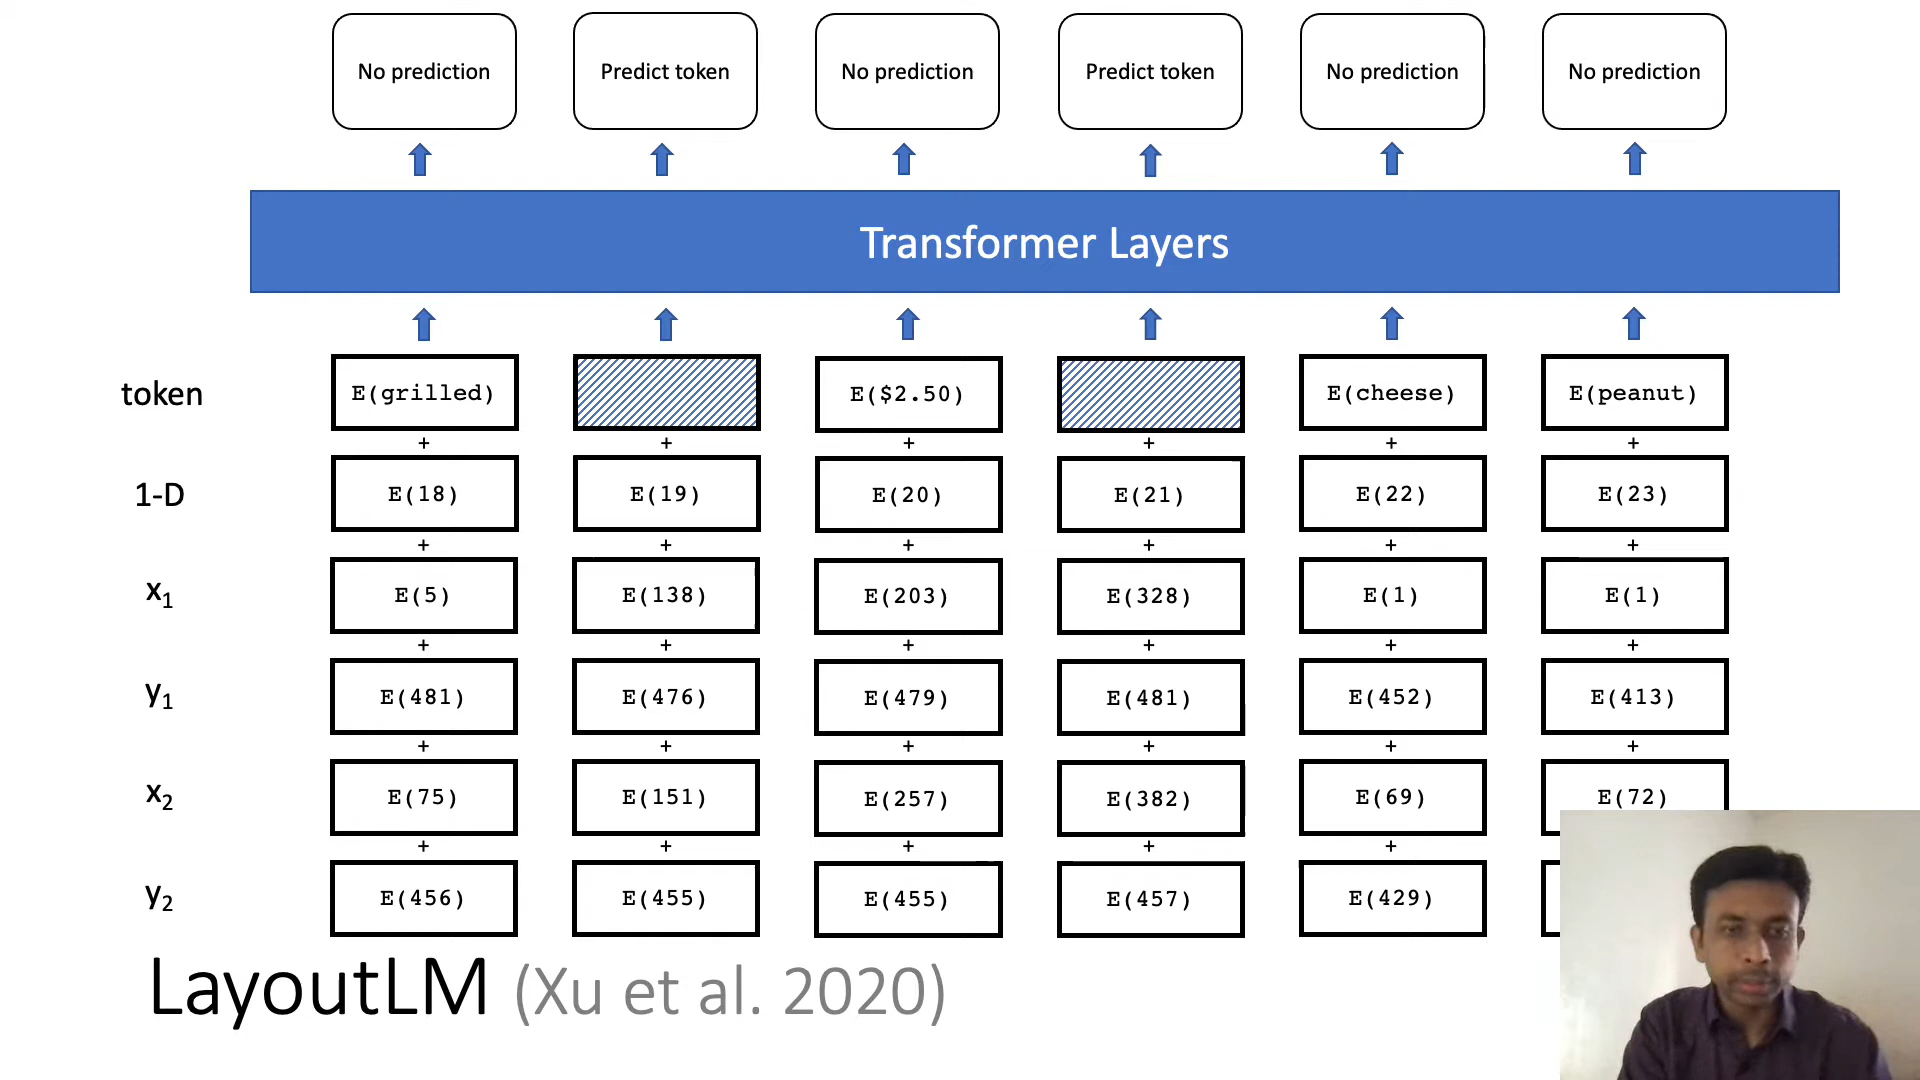 No prediction Predict token No prediction Predict token No prediction No prediction
Transformer Layers
token E(grilled) E($2.50) E(cheese) E(peanut)
+ + + + + +
1-D E(18) E(19) E(20) E(21) E(22) E(23)
+ + + + + +
x1 E(5) E(138) E(203) E(328) E(1) E(1)
+ + + + + +
y1 E(481) E(476) E(479) E(481) E(452) E(413)
+ + + + + +
x2 E(75) E(151) E(257) E(382) E(69) E(72)
+ + + + +
y2 E(456) E(455) E(455) E(457) E(429)
LayoutLM (Xu et al. 2020)